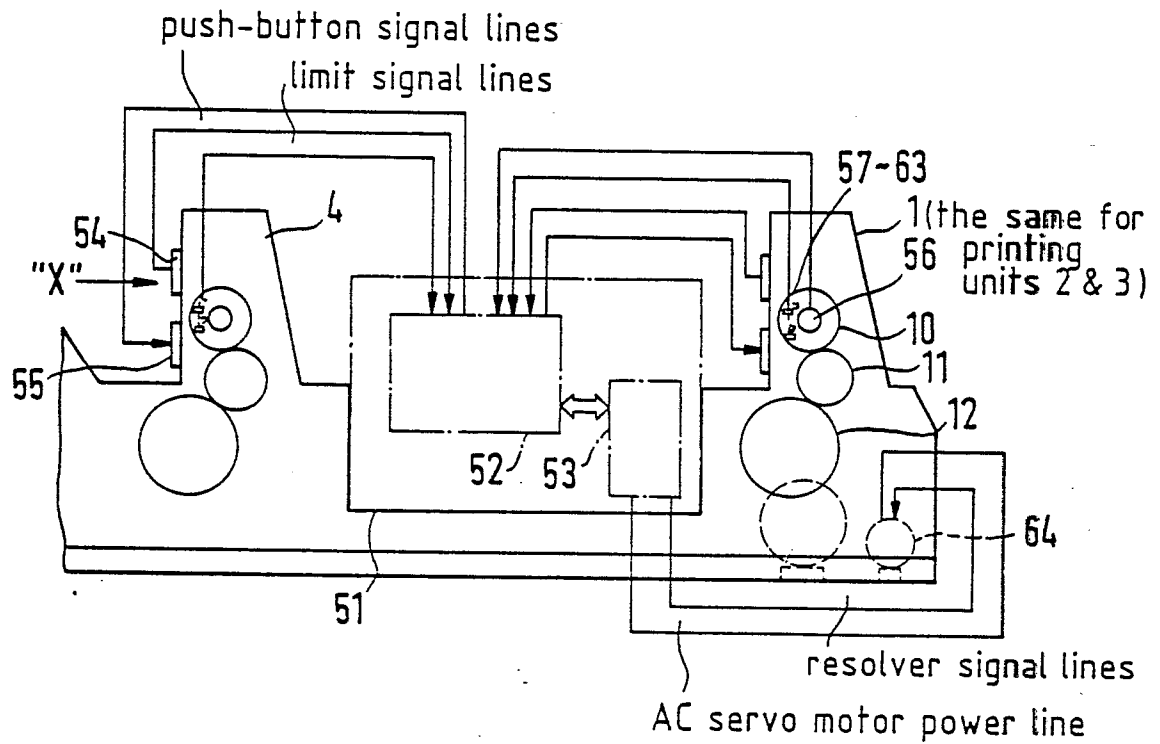 push-button signal lines
limit signal lines
57~63
4
1(the same for
54
56
printing
"X"
units 2 & 3)
10
11
55
12
52
53
64
51
resolver signal lines
AC servo motor power line